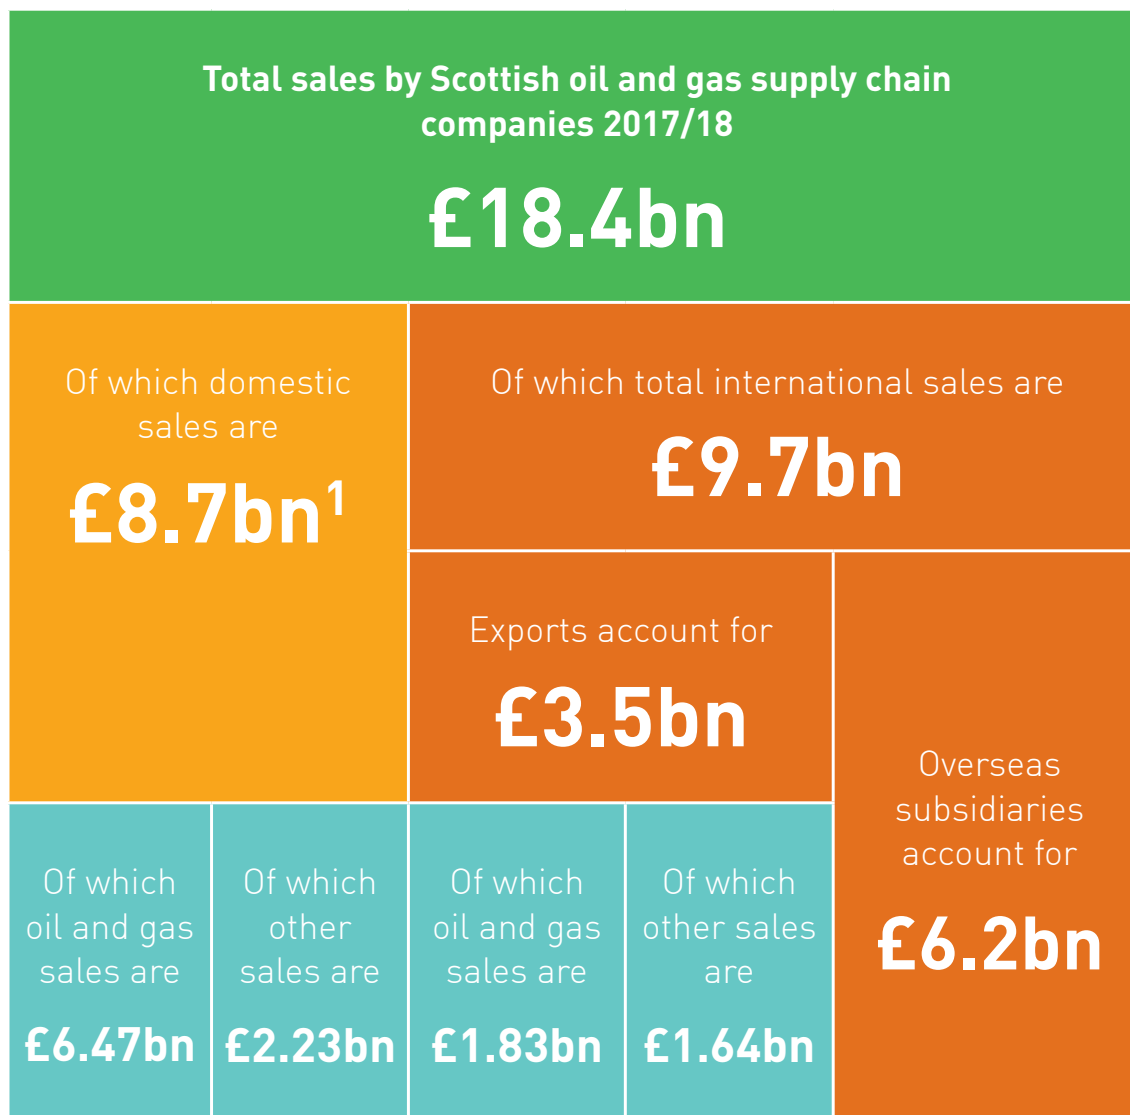 Total sales by Scottish oil and gas supply chain
companies 2017/18
£18.4bn
Of which domestic
sales are
£8.7bn¹
Of which total international sales are
£9.7bn
Exports account for
£3.5bn
Overseas
subsidiaries
account for
£6.2bn
Of which
oil and gas
sales are
£6.47bn
Of which
other
sales are
£2.23bn
Of which
oil and gas
sales are
£1.83bn
Of which
other sales
are
£1.64bn